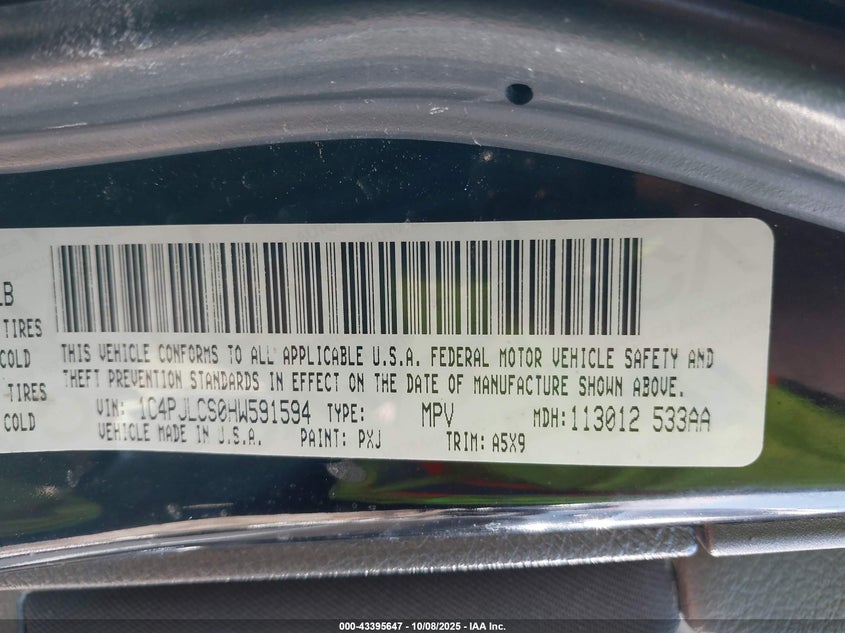 LB
TIRES
COLD
TIRES
COLD
THIS VEHICLE CONFORMS TO ALL APPLICABLE U.S.A. FEDERAL MOTOR VEHICLE SAFETY AND
THEFT PREVENTION STANDARDS IN EFFECT ON THE DATE OF MANUFACTURE SHOWN ABOVE.
VIN: 1C4PJLCS0HW591594 TYPE: MPV MDH:113012 533AA
VEHICLE MADE IN U.S.A. PAINT: PXJ TRIM: A5X9
000-43395647 - 10/08/2025 - IAA Inc.